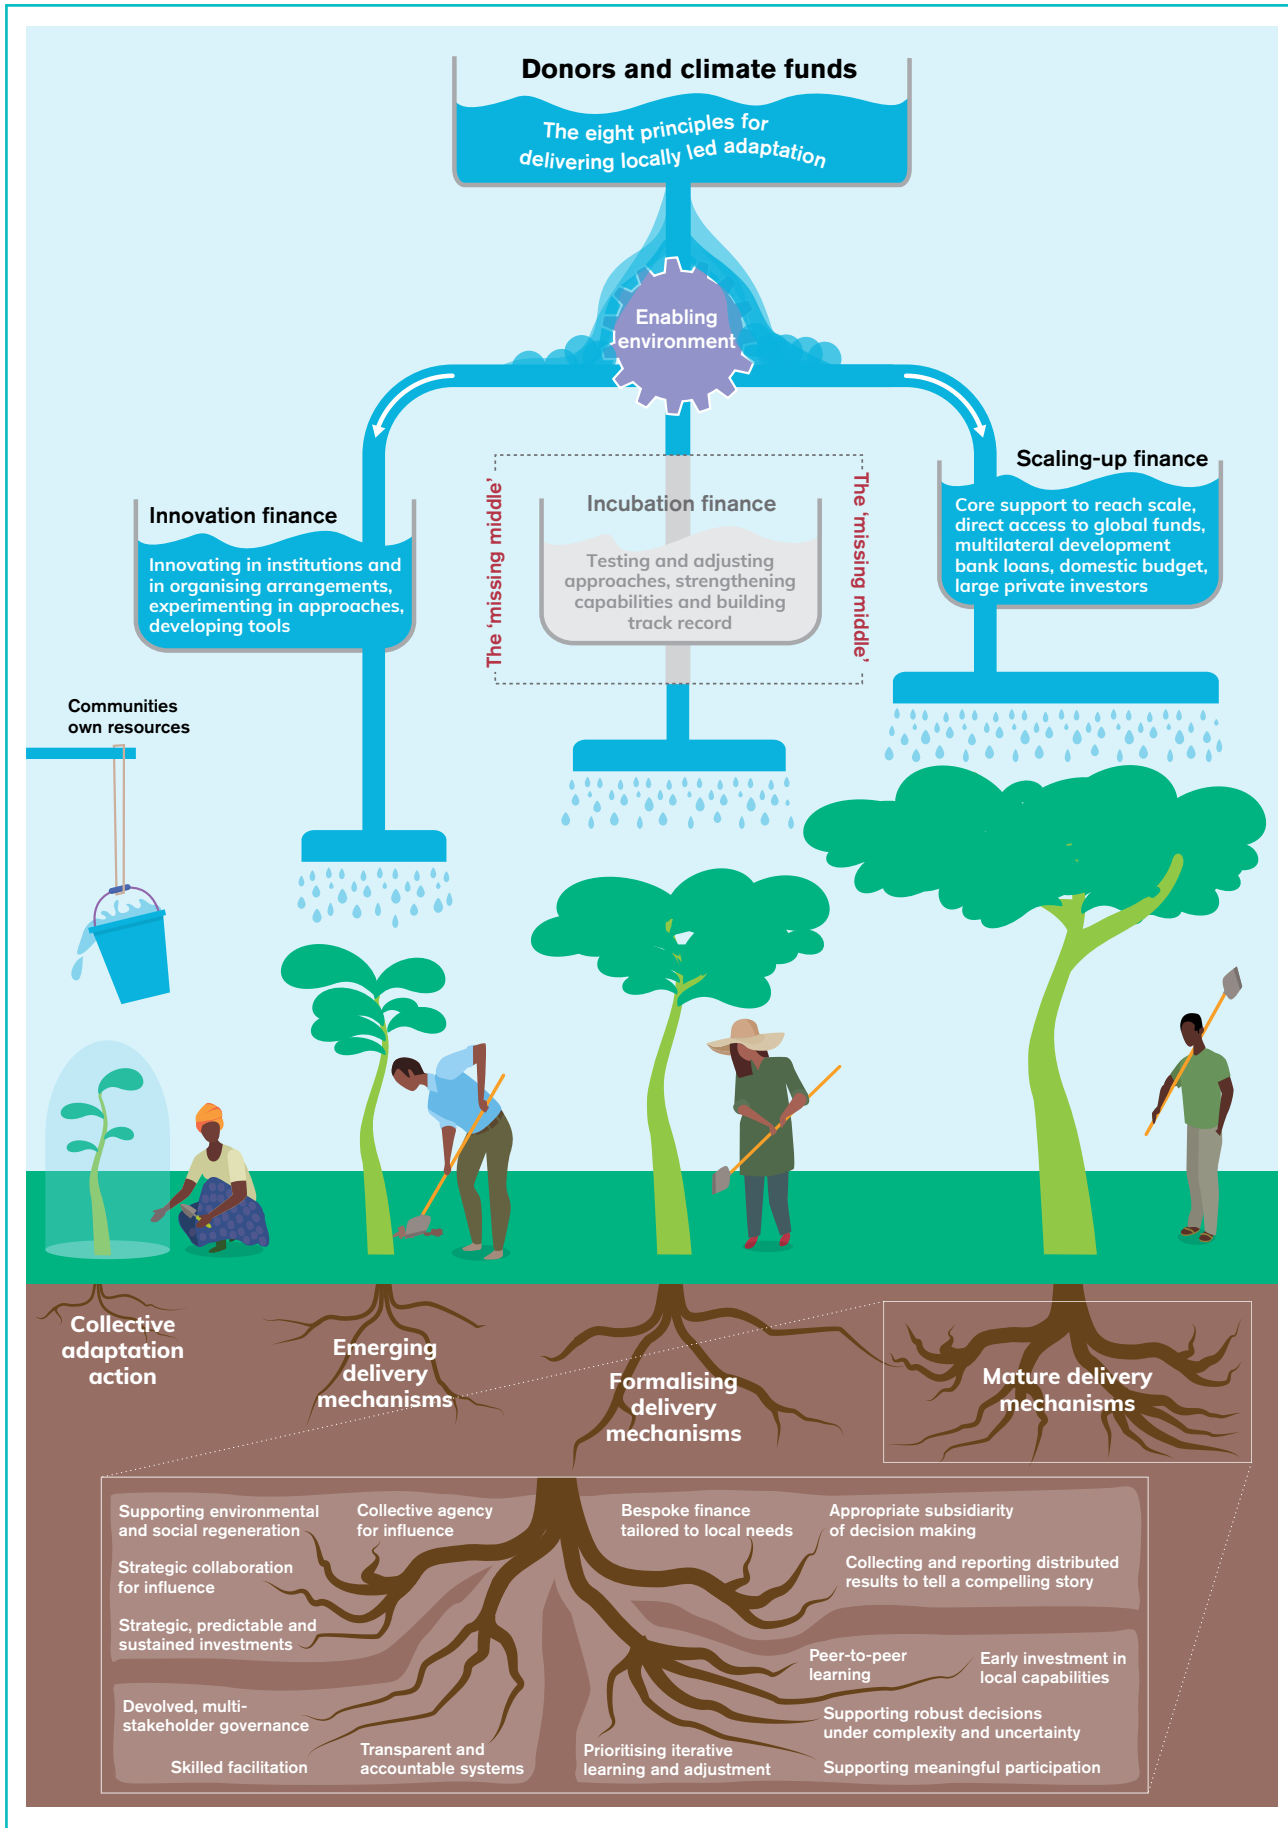 Donors and climate funds
The eight principles for
delivering locally led adaptation
Enabling
environment
Innovation finance
Innovating in institutions and
in organising arrangements,
experimenting in approaches,
developing tools
The 'missing middle'
Incubation finance
Testing and adjusting
approaches, strengthening
capabilities and building
track record
The 'missing middle'
Scaling-up finance
Core support to reach scale,
direct access to global funds,
multilateral development
bank loans, domestic budget,
large private investors
Communities
own resources
Collective
adaptation
action
Emerging
delivery
mechanisms
Formalising
delivery
mechanisms
Mature delivery
mechanisms
Supporting environmental
and social regeneration
Collective agency
for influence
Bespoke finance
tailored to local needs
Appropriate subsidiarity
of decision making
Strategic collaboration
for influence
Collecting and reporting distributed
results to tell a compelling story
Strategic, predictable and
sustained investments
Peer-to-peer
learning
Early investment in
local capabilities
Devolved, multi-
stakeholder governance
Supporting robust decisions
under complexity and uncertainty
Skilled facilitation
Transparent and
accountable systems
Prioritising iterative
learning and adjustment
Supporting meaningful participation